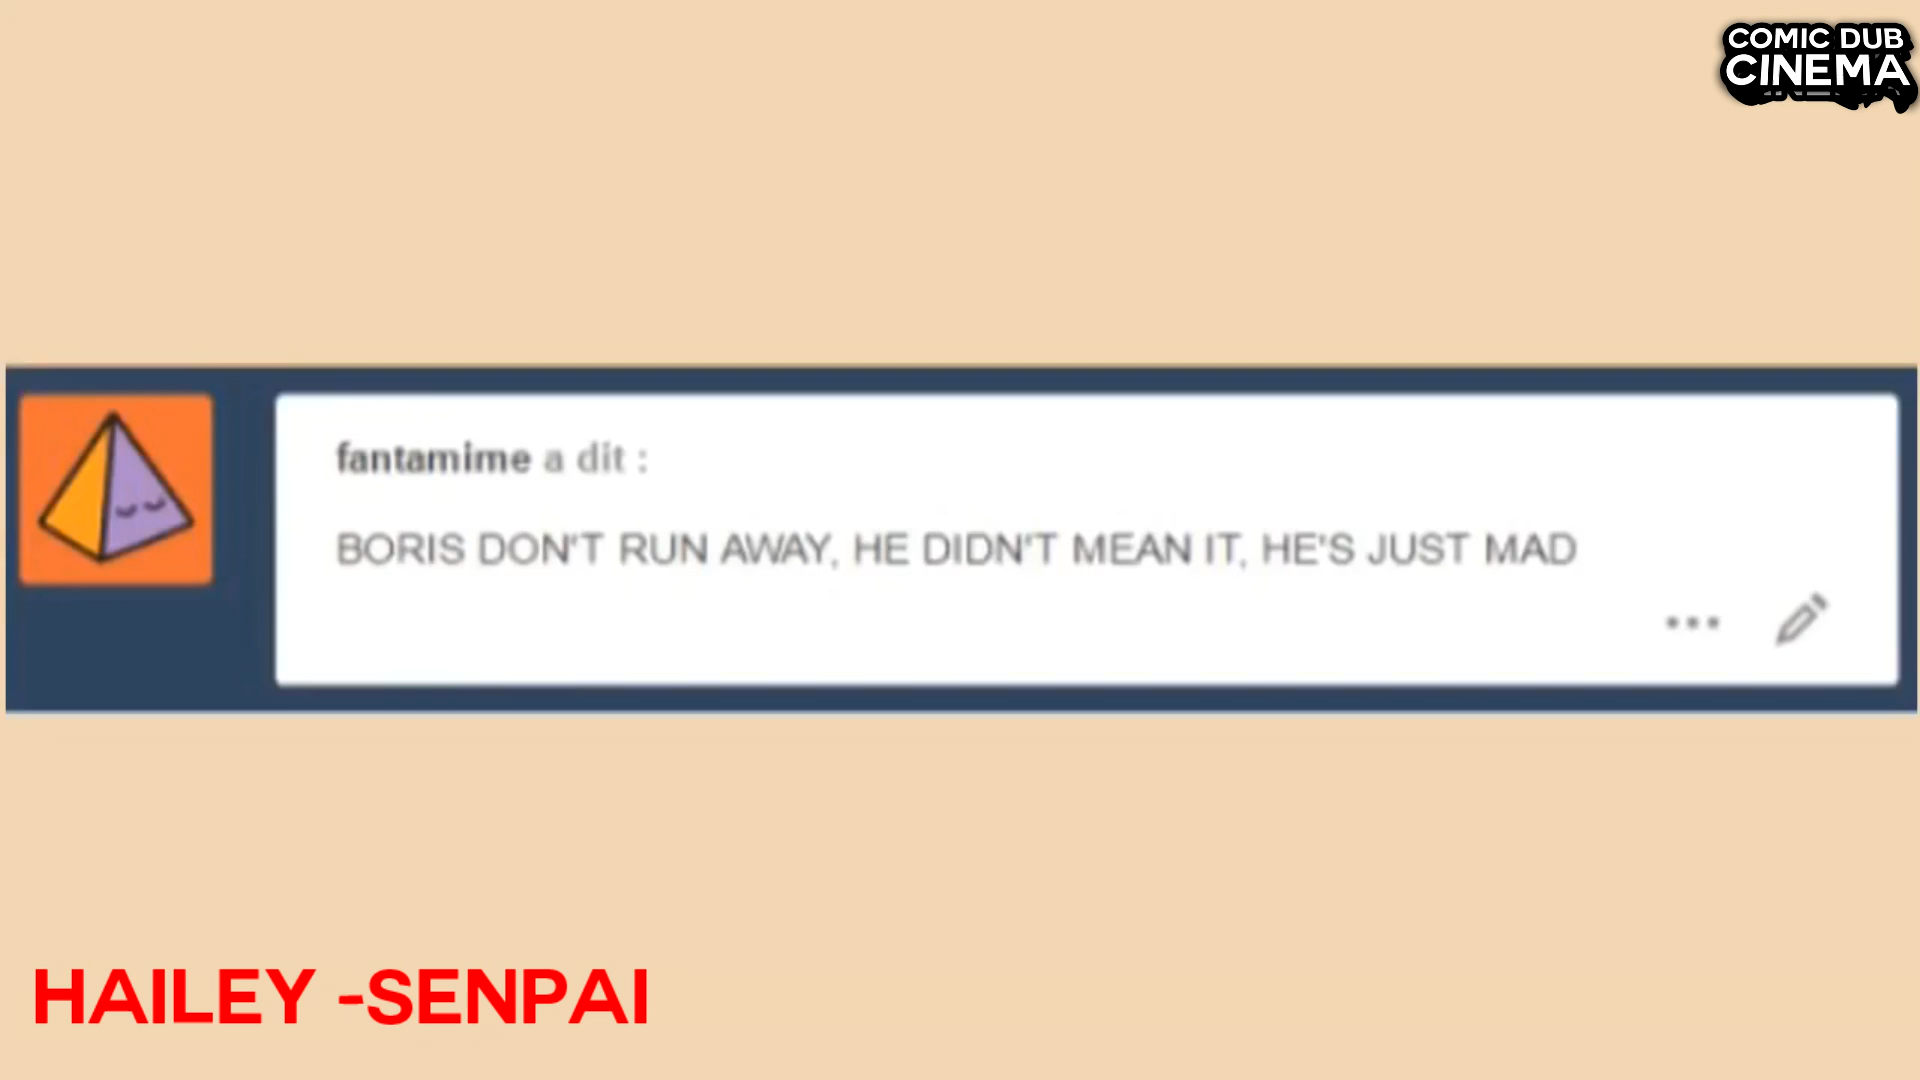 COMIC DUB
CINEMA
fantamime a dit :
BORIS DON'T RUN AWAY, HE DIDN'T MEAN IT, HE'S JUST MAD
HAILEY -SENPAI